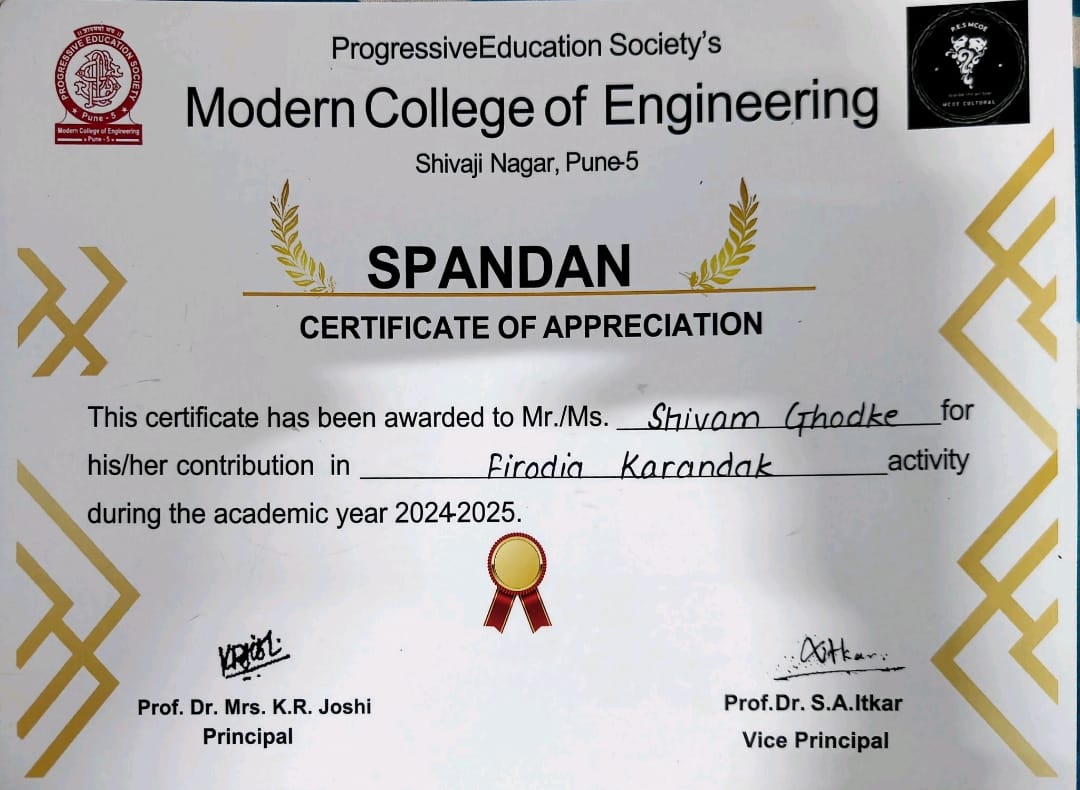 ॥ ज्ञानमयो भव ॥
PROGRESSIVE EDUCATION SOCIETY
Pune - 5
Modern College of Engineering
Pune - 5
ProgressiveEducation Society's
Modern College of Engineering
Shivaji Nagar, Pune-5
P.E.S MCOE
MCOE CULTURAL
SPANDAN
CERTIFICATE OF APPRECIATION
This certificate has been awarded to Mr./Ms. Shivam Ghodke for
his/her contribution in Firodia Karandak activity
during the academic year 2024-2025.
Prof. Dr. Mrs. K.R. Joshi
Principal
Aitkar
Prof.Dr. S.A.Itkar
Vice Principal